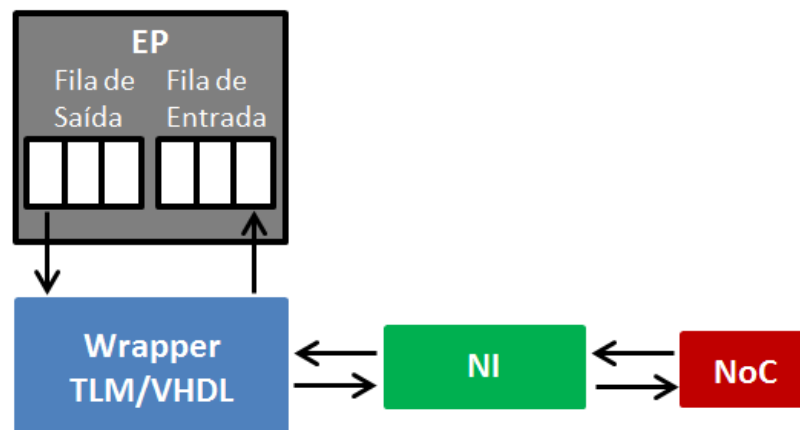 EP
Fila de Saída
Fila de Entrada
Wrapper
TLM/VHDL
NI
NoC